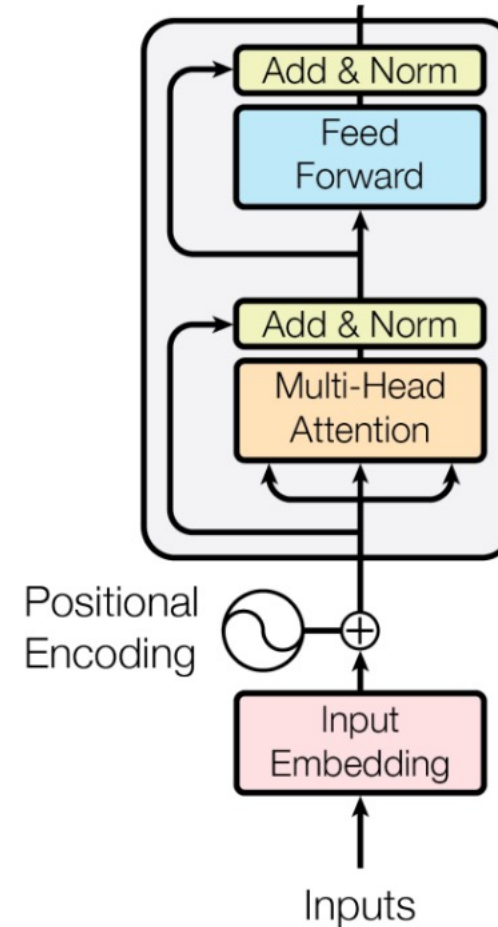 Add & Norm
Feed
Forward
Add & Norm
Multi-Head
Attention
Positional
Encoding
Input
Embedding
Inputs